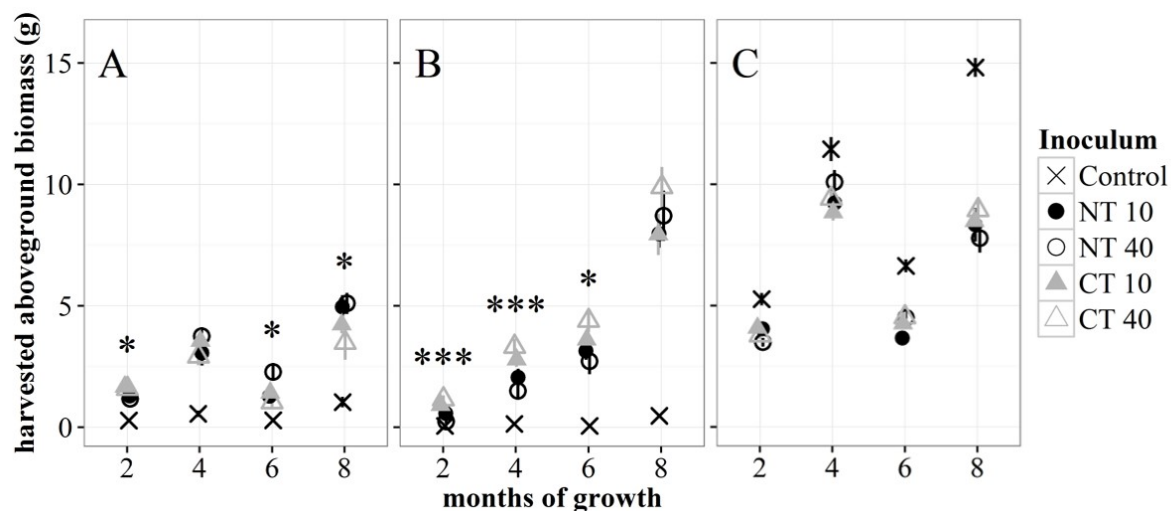 harvested aboveground biomass (g)
15
10
5
0
A
*
*
*
B
***
***
*
C
2 4 6 8
2 4 6 8
2 4 6 8
months of growth
Inoculum
Control
NT 10
NT 40
CT 10
CT 40